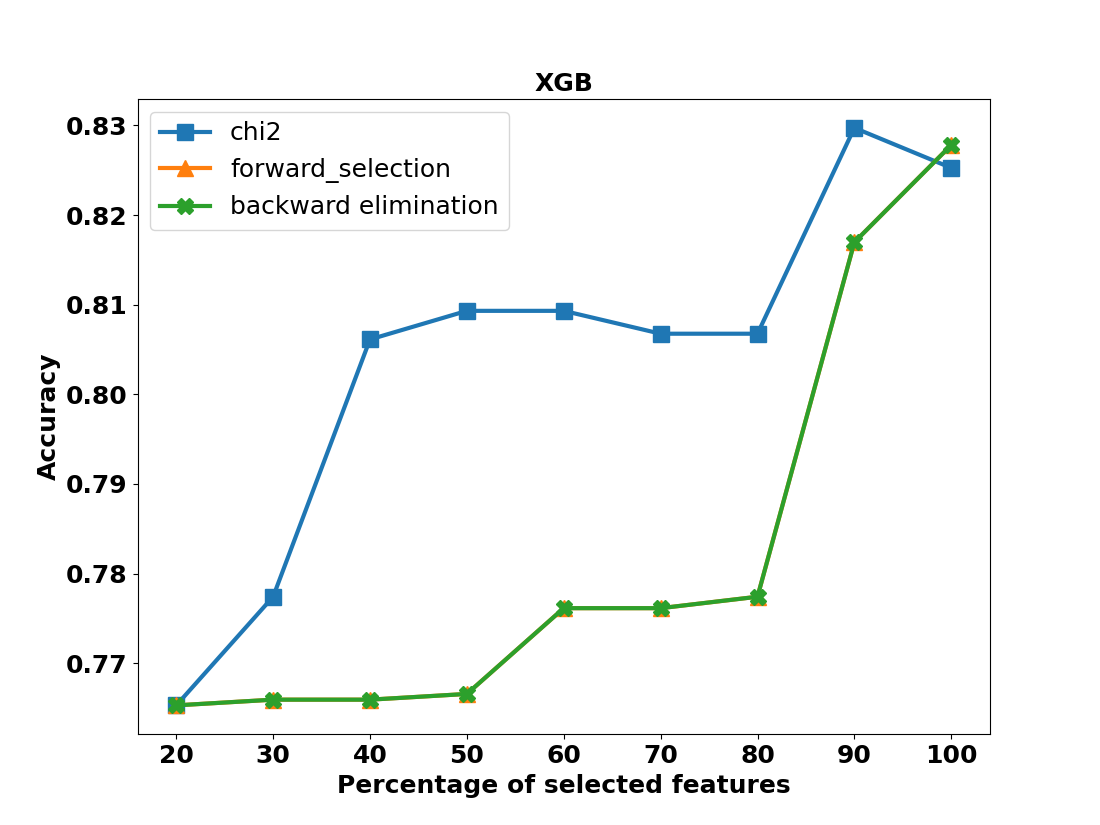 XGB
chi2
forward_selection
backward elimination
Accuracy
0.83
0.82
0.81
0.80
0.79
0.78
0.77
20 30 40 50 60 70 80 90 100
Percentage of selected features